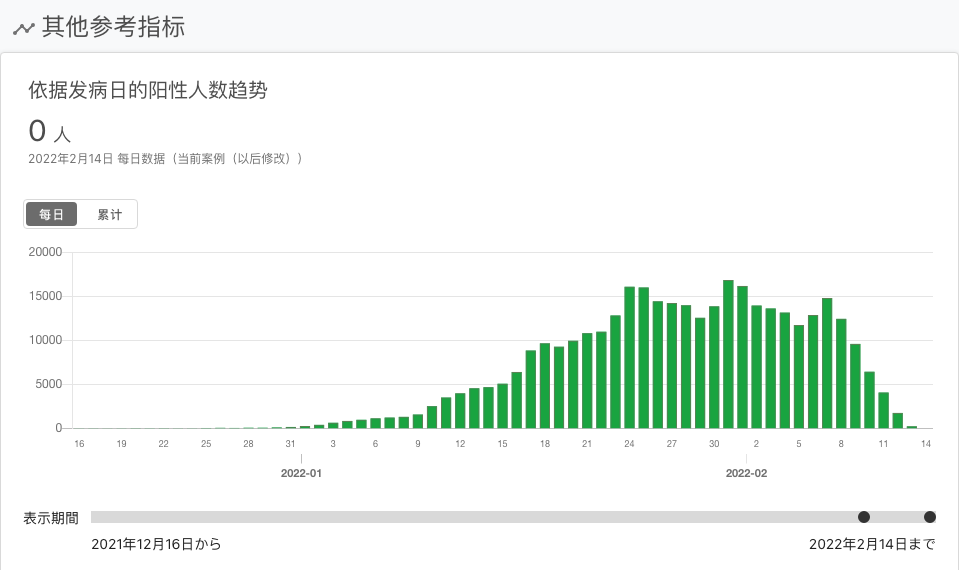 其他参考指标
依据发病日的阳性人数趋势
0 人
2022年2月14日 每日数据（当前案例（以后修改））
每日 累计
20000
15000
10000
5000
0
16 19 22 25 28 31 3 6 9 12 15 18 21 24 27 30 2 5 8 11 14
2022-01 2022-02
表示期間
2021年12月16日から 2022年2月14日まで